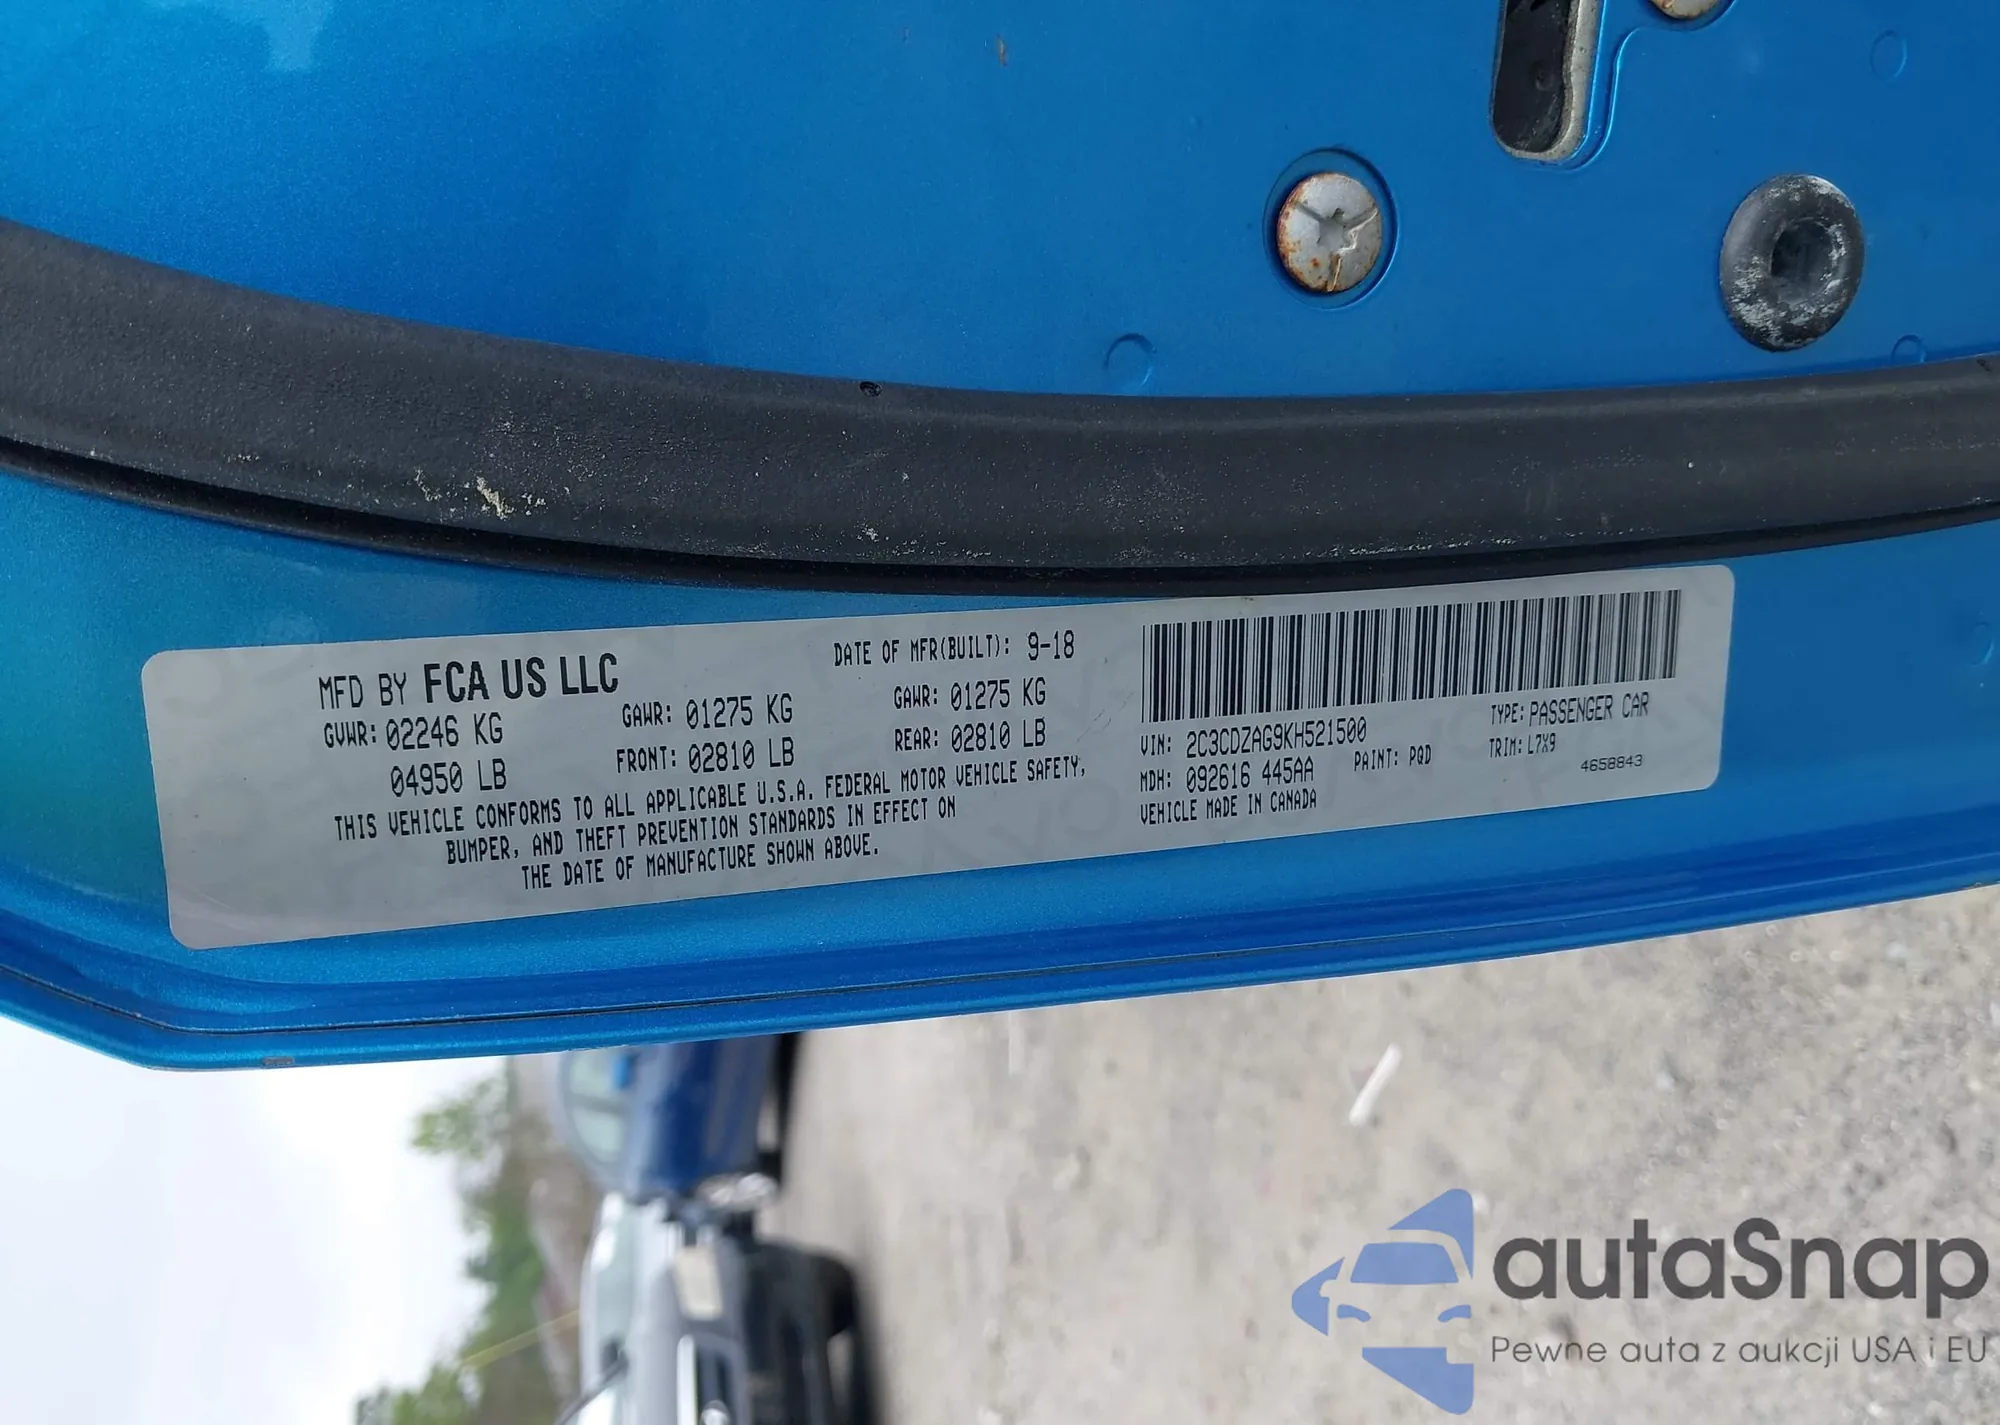 MFD BY FCA US LLC
DATE OF MFR(BUILT): 9-18
GVWR: 02246 KG
04950 LB
GAWR: 01275 KG
FRONT: 02810 LB
GAWR: 01275 KG
REAR: 02810 LB
THIS VEHICLE CONFORMS TO ALL APPLICABLE U.S.A. FEDERAL MOTOR VEHICLE SAFETY,
BUMPER, AND THEFT PREVENTION STANDARDS IN EFFECT ON
THE DATE OF MANUFACTURE SHOWN ABOVE.
VIN: 2C3CDZAG9KH521500
TYPE: PASSENGER CAR
MDH: 092616 445AA
PAINT: PQD
TRIM: L7X9
VEHICLE MADE IN CANADA
4658843
autaSnap
Pewne auta z aukcji USA i EU